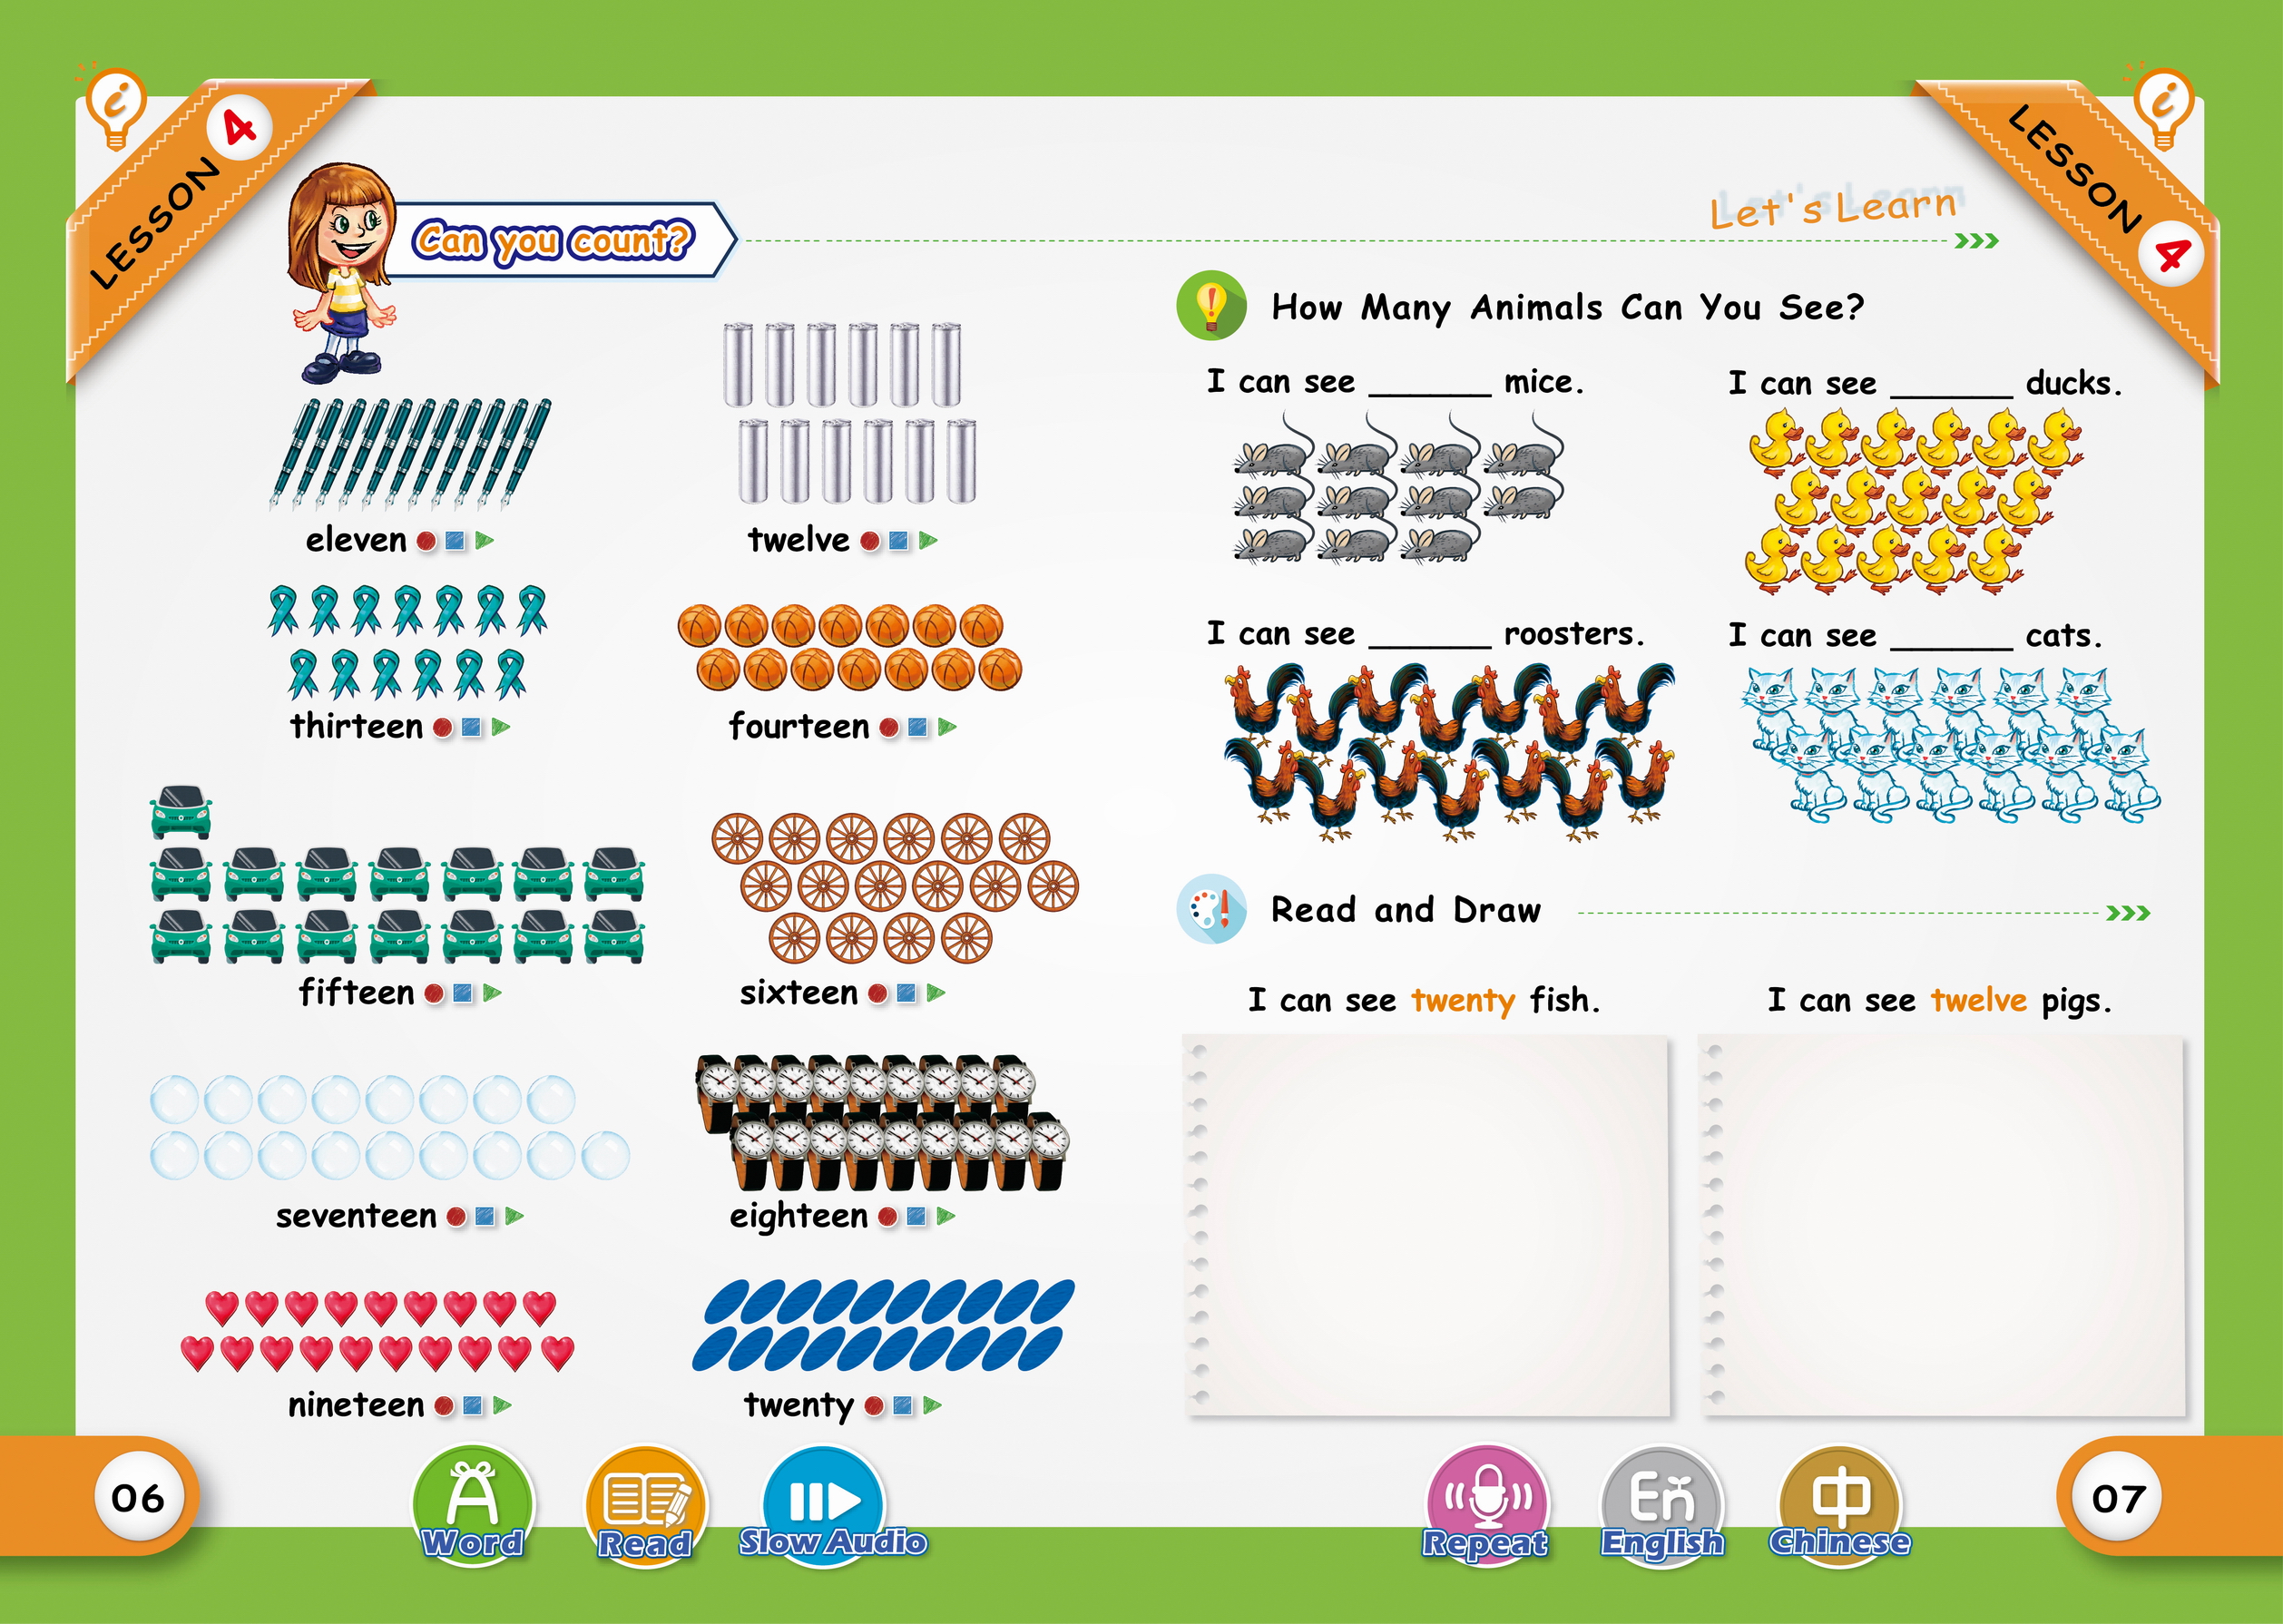 LESSON 4
Can you count?
eleven
twelve
thirteen
fourteen
fifteen
sixteen
seventeen
eighteen
nineteen
twenty
06
Word
Read
Slow Audio
LESSON 4
Let's Learn
How Many Animals Can You See?
I can see ______ mice.
I can see ______ ducks.
I can see ______ roosters.
I can see ______ cats.
Read and Draw
I can see twenty fish.
I can see twelve pigs.
Repeat
En
English
中
Chinese
07